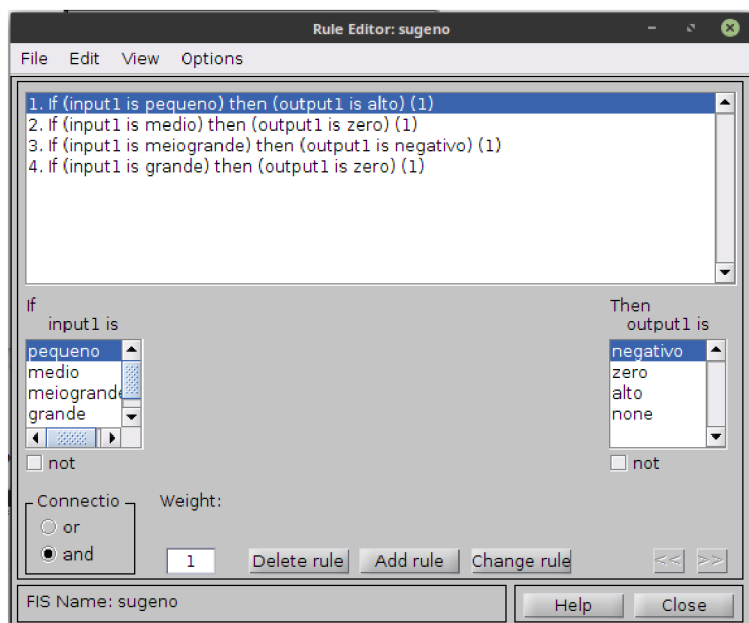 Rule Editor: sugeno
File Edit View Options
1. If (input1 is pequeno) then (output1 is alto) (1)
2. If (input1 is medio) then (output1 is zero) (1)
3. If (input1 is meiogrande) then (output1 is negativo) (1)
4. If (input1 is grande) then (output1 is zero) (1)
If
input1 is
pequeno
medio
meiogrande
grande
not
Then
output1 is
negativo
zero
alto
none
not
Connectio
or
and
Weight:
1
Delete rule
Add rule
Change rule
<<
>>
FIS Name: sugeno
Help
Close